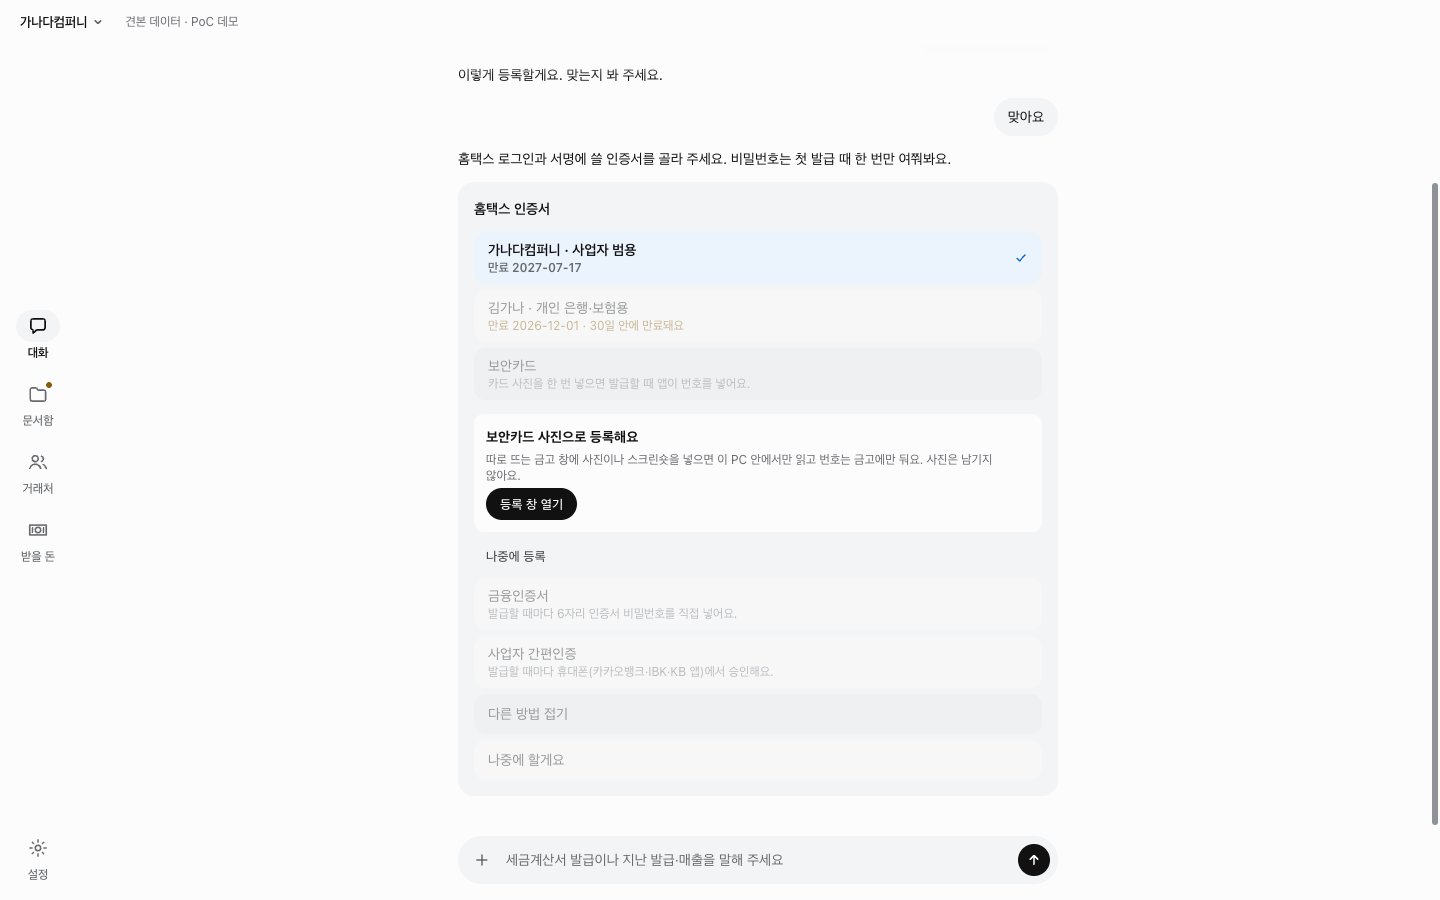 가나다컴퍼니
견본 데이터 · PoC 데모
이렇게 등록할게요. 맞는지 봐 주세요.
맞아요
홈택스 로그인과 서명에 쓸 인증서를 골라 주세요. 비밀번호는 첫 발급 때 한 번만 여쭤봐요.
홈택스 인증서
가나다컴퍼니 · 사업자 범용
만료 2027-07-17
김가나 · 개인 은행·보험용
만료 2026-12-01 · 30일 안에 만료돼요
보안카드
카드 사진을 한 번 넣으면 발급할 때 앱이 번호를 넣어요.
보안카드 사진으로 등록해요
따로 뜨는 금고 창에 사진이나 스크린숏을 넣으면 이 PC 안에서만 읽고 번호는 금고에만 둬요. 사진은 남기지
않아요.
등록 창 열기
나중에 등록
금융인증서
발급할 때마다 6자리 인증서 비밀번호를 직접 넣어요.
사업자 간편인증
발급할 때마다 휴대폰(카카오뱅크·IBK·KB 앱)에서 승인해요.
다른 방법 접기
나중에 할게요
대화
문서함
거래처
받을 돈
설정
세금계산서 발급이나 지난 발급·매출을 말해 주세요